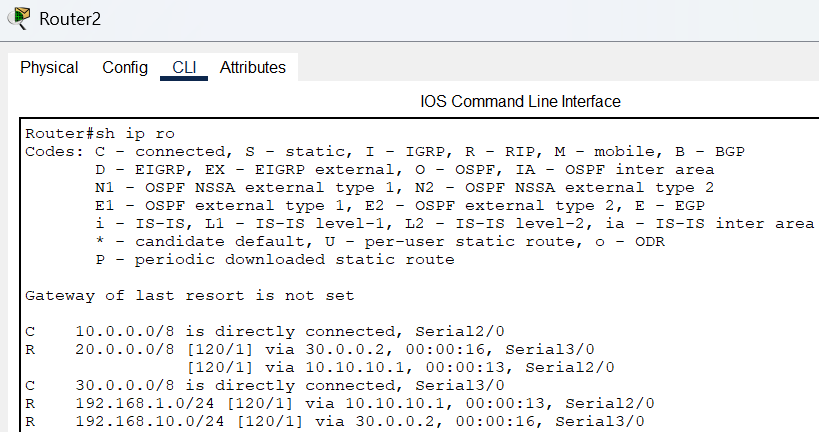 Router2
Physical Config CLI Attributes
IOS Command Line Interface
Router#sh ip ro
Codes: C - connected, S - static, I - IGRP, R - RIP, M - mobile, B - BGP
       D - EIGRP, EX - EIGRP external, O - OSPF, IA - OSPF inter area
       N1 - OSPF NSSA external type 1, N2 - OSPF NSSA external type 2
       E1 - OSPF external type 1, E2 - OSPF external type 2, E - EGP
       i - IS-IS, L1 - IS-IS level-1, L2 - IS-IS level-2, ia - IS-IS inter area
       * - candidate default, U - per-user static route, o - ODR
       P - periodic downloaded static route
Gateway of last resort is not set
C    10.0.0.0/8 is directly connected, Serial2/0
R    20.0.0.0/8 [120/1] via 30.0.0.2, 00:00:16, Serial3/0
                [120/1] via 10.10.10.1, 00:00:13, Serial2/0
C    30.0.0.0/8 is directly connected, Serial3/0
R    192.168.1.0/24 [120/1] via 10.10.10.1, 00:00:13, Serial2/0
R    192.168.10.0/24 [120/1] via 30.0.0.2, 00:00:16, Serial3/0